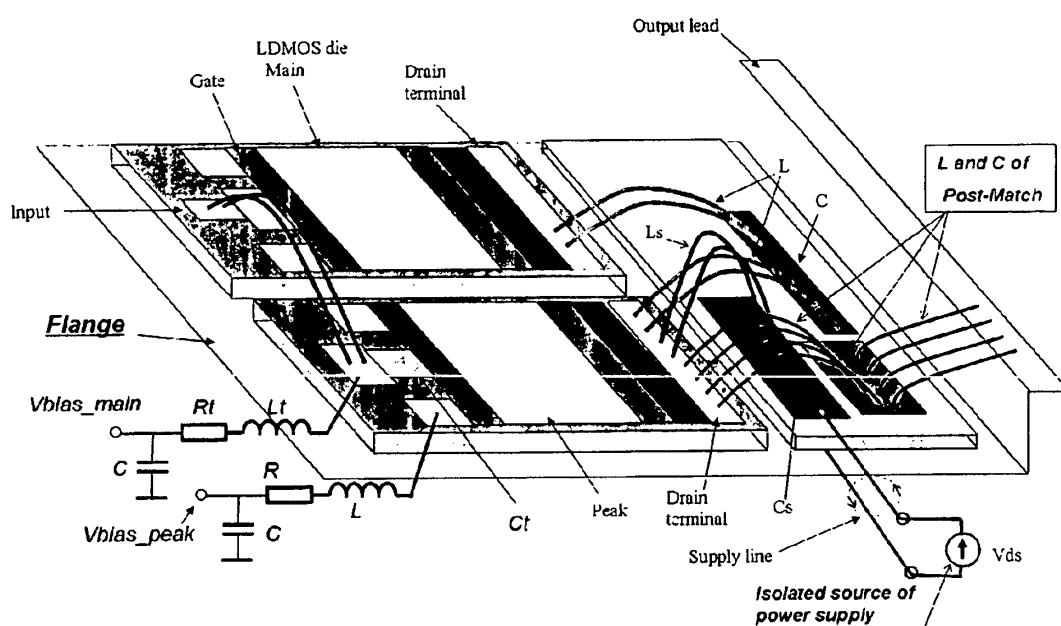 Output lead
LDMOS die
Main
Gate
Drain
terminal
L
C
L and C of
Post-Match
Input
Ls
Flange
Vbias_main
Rt
Lt
C
R
L
Vbias_peak
C
Ct
Peak
Drain
terminal
Cs
Supply line
Vds
Isolated source of
power supply